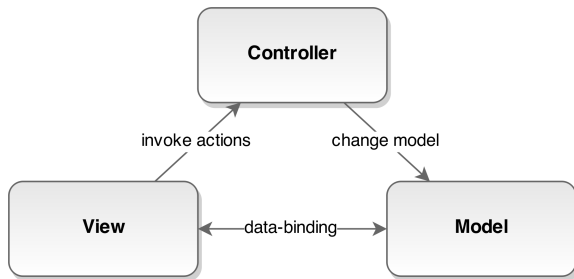 Controller
invoke actions
change model
View
data-binding
Model